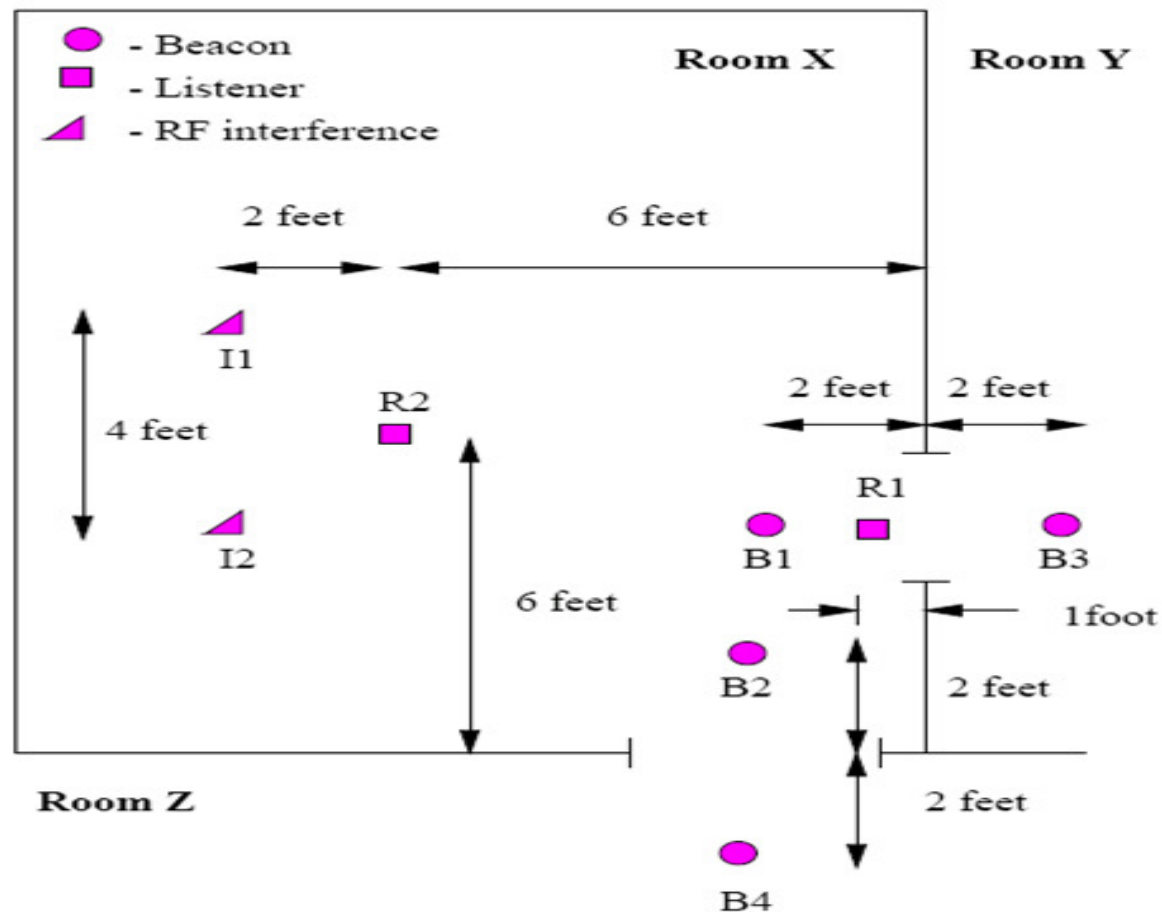 - Beacon
Room X
Room Y
- Listener
- RF interference
2 feet
6 feet
I1
2 feet
2 feet
R2
4 feet
R1
I2
B1
B3
6 feet
1foot
B2
2 feet
Room Z
2 feet
B4